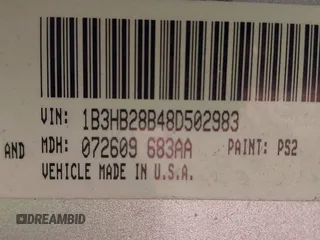 VIN: 1B3HB28B48D502983
AND MDH: 072609 683AA PAINT: PS2
VEHICLE MADE IN U.S.A.
DREAMBID